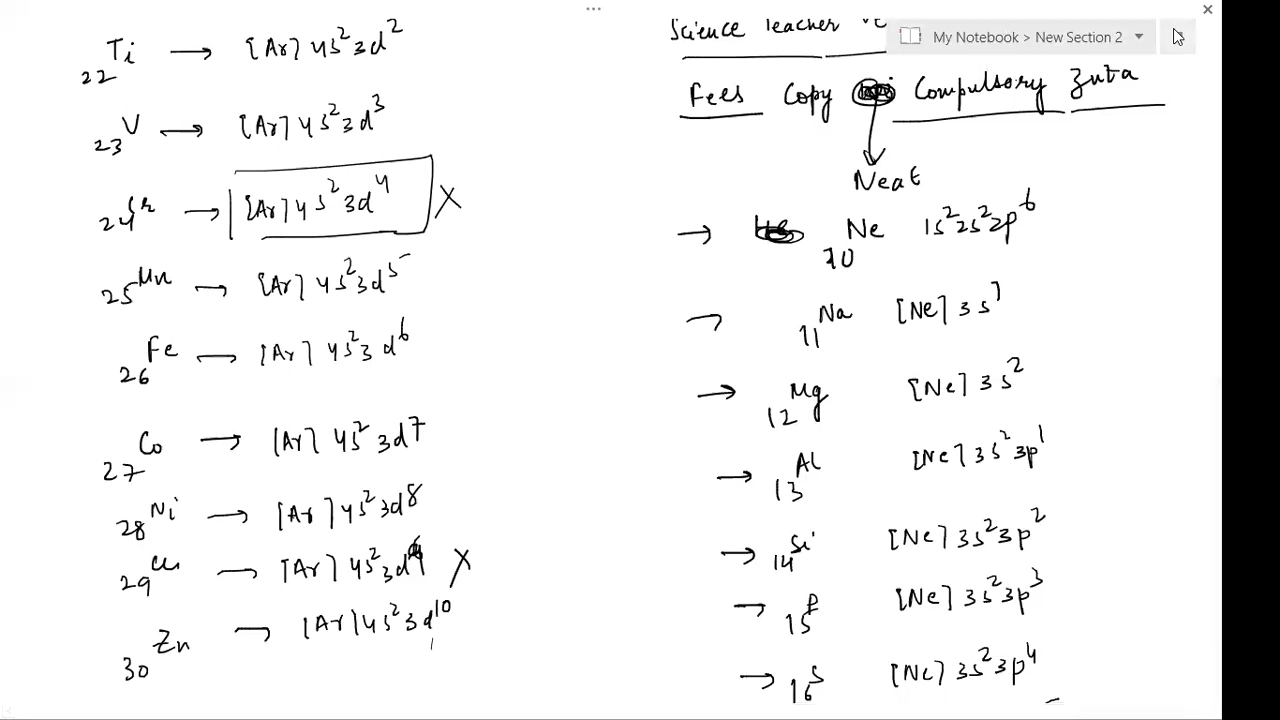 22Ti → [Ar] 4s² 3d²
23V ↔ [Ar] 4s² 3d³
24Cr → [Ar] 4s² 3d⁴ X
25Mn → [Ar] 4s² 3d⁵
26Fe → [Ar] 4s² 3d⁶
27Co → [Ar] 4s² 3d⁷
28Ni → [Ar] 4s² 3d⁸
29Cu → [Ar] 4s² 3d⁹ X
30Zn → [Ar] 4s² 3d¹⁰
Science Teacher
My Notebook > New Section 2
Fees Copy Compulsory
Neat
→ 10Ne 1s² 2s² 2p⁶
→ 11Na [Ne] 3s¹
→ 12Mg [Ne] 3s²
→ 13Al [Ne] 3s² 3p¹
→ 14Si [Ne] 3s² 3p²
→ 15P [Ne] 3s² 3p³
→ 16S [Ne] 3s² 3p⁴